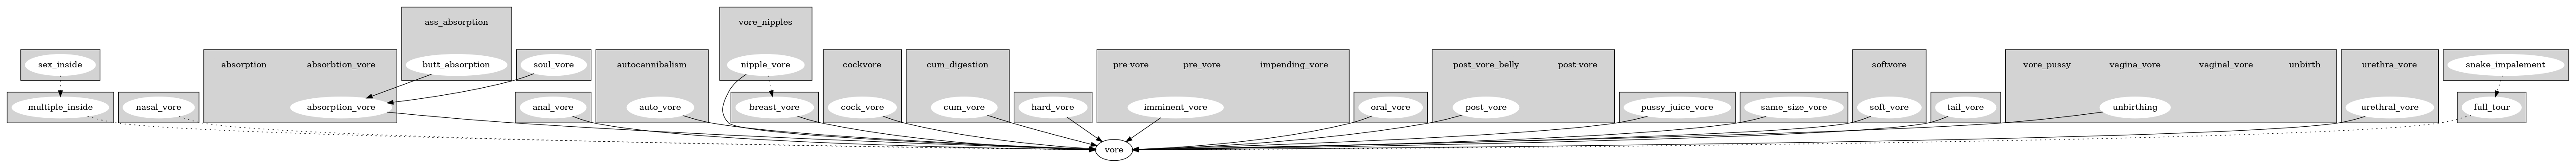 ass_absorption
vore_nipples
sex_inside
absorption
absorbtion_vore
butt_absorption
soul_vore
autocannibalism
nipple_vore
cockvore
cum_digestion
pre-vore
pre_vore
impending_vore
post_vore_belly
post-vore
softvore
vore_pussy
vagina_vore
vaginal_vore
unbirth
urethra_vore
snake_impalement
multiple_inside
nasal_vore
absorption_vore
anal_vore
auto_vore
breast_vore
cock_vore
cum_vore
hard_vore
imminent_vore
oral_vore
post_vore
pussy_juice_vore
same_size_vore
soft_vore
tail_vore
unbirthing
urethral_vore
full_tour
vore